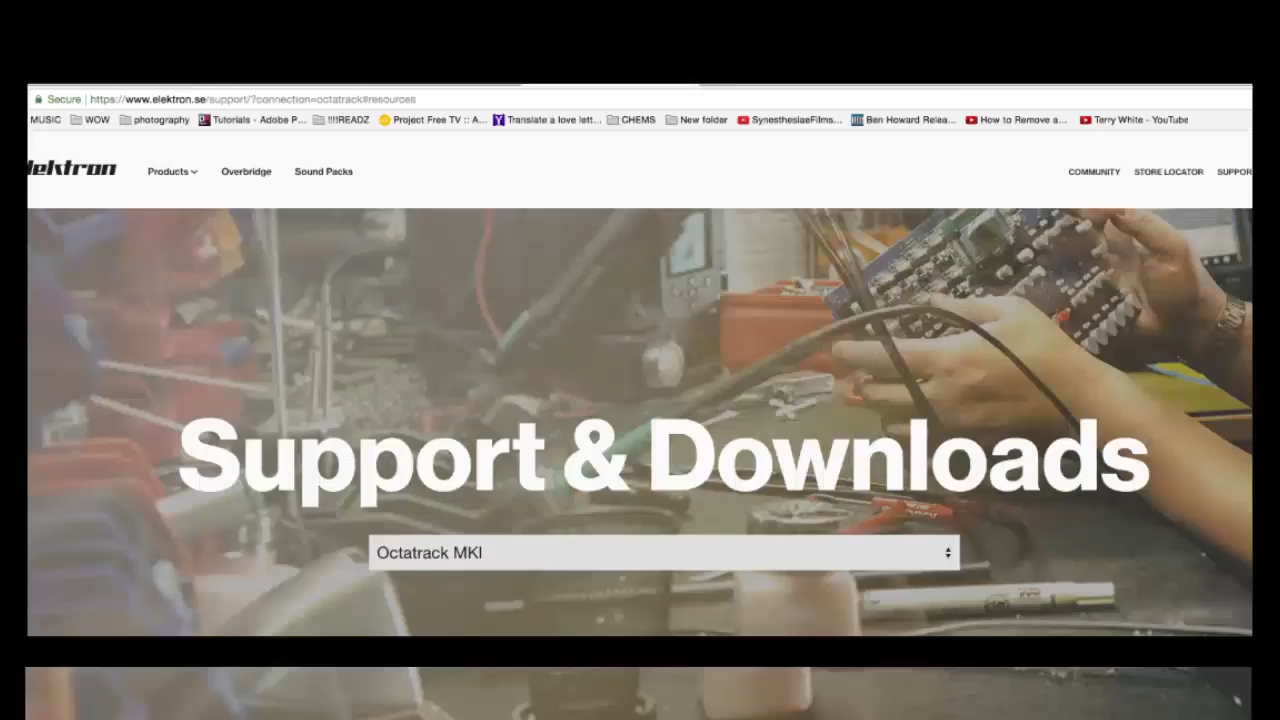 Secure | https://www.elektron.se/support/?connection=octatrack#resources
MUSIC WOW photography Tutorials - Adobe P... !!!!READZ Project Free TV :: A... Translate a love lett... CHEMS New folder SynesthesiaeFilms... Ben Howard Relea... How to Remove a... Terry White - YouTube
lektron Products Overbridge Sound Packs COMMUNITY STORE LOCATOR SUPPOR
Support & Downloads
Octatrack MKI